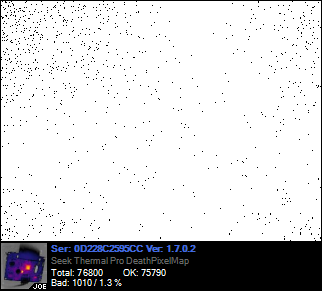 Ser: 0D228C2595CC Ver: 1.7.0.2
Seek Thermal Pro DeathPixelMap
Total: 76800 OK: 75790
Bad: 1010 / 1.3 %
JOE